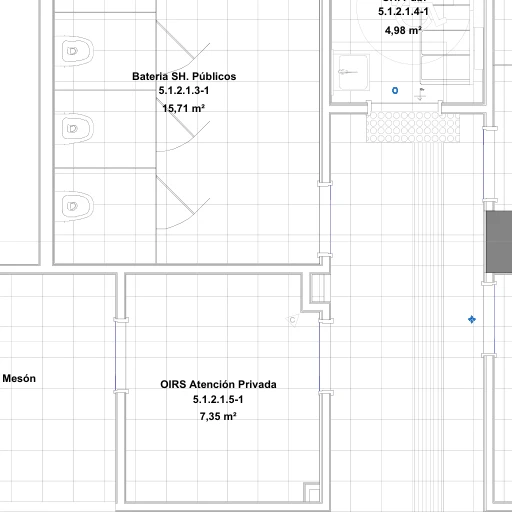 5.1.2.1.4-1
4,98 m²
Bateria SH. Públicos
5.1.2.1.3-1
15,71 m²
Mesón
OIRS Atención Privada
5.1.2.1.5-1
7,35 m²